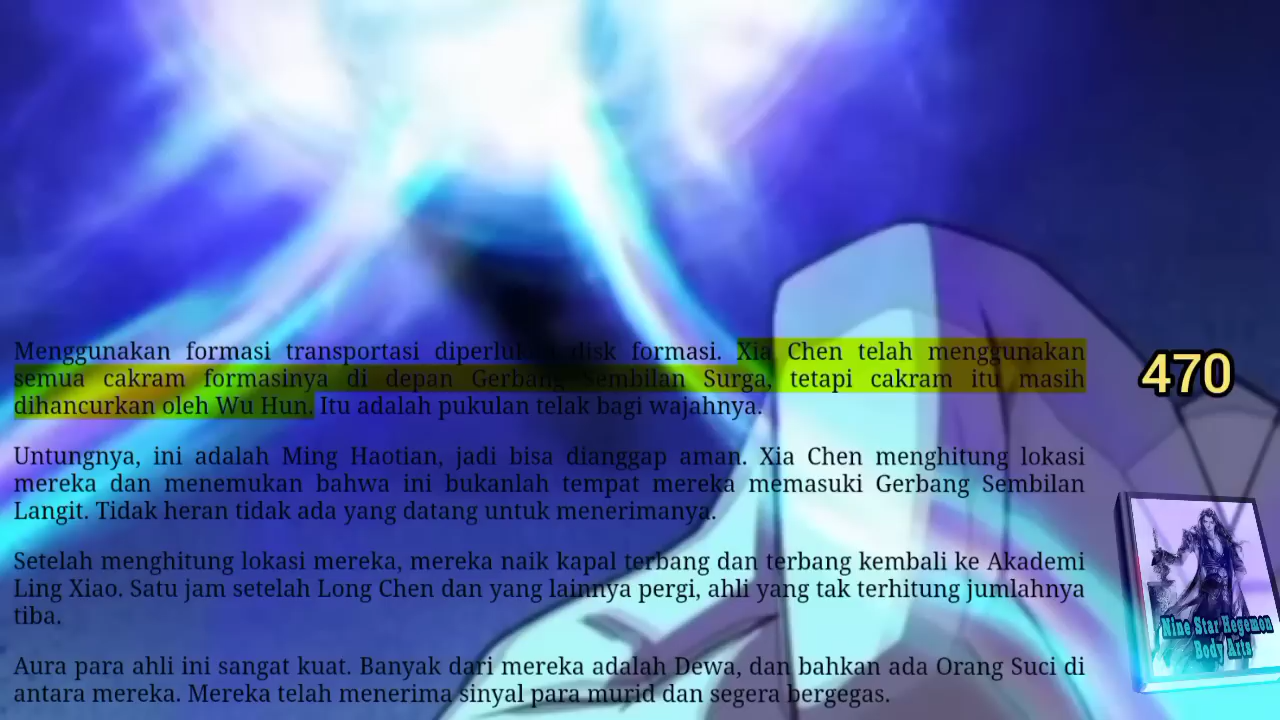 Menggunakan formasi transportasi diperlukan disk formasi. Xia Chen telah menggunakan
semua cakram formasinya di depan Gerbang Sembilan Surga, tetapi cakram itu masih
dihancurkan oleh Wu Hun. Itu adalah pukulan telak bagi wajahnya.
470
Untungnya, ini adalah Ming Haotian, jadi bisa dianggap aman. Xia Chen menghitung lokasi
mereka dan menemukan bahwa ini bukanlah tempat mereka memasuki Gerbang Sembilan
Langit. Tidak heran tidak ada yang datang untuk menerimanya.
Setelah menghitung lokasi mereka, mereka naik kapal terbang dan terbang kembali ke Akademi
Ling Xiao. Satu jam setelah Long Chen dan yang lainnya pergi, ahli yang tak terhitung jumlahnya
tiba.
Aura para ahli ini sangat kuat. Banyak dari mereka adalah Dewa, dan bahkan ada Orang Suci di
antara mereka. Mereka telah menerima sinyal para murid dan segera bergegas.
Nine Star Hegemon
Body Arts